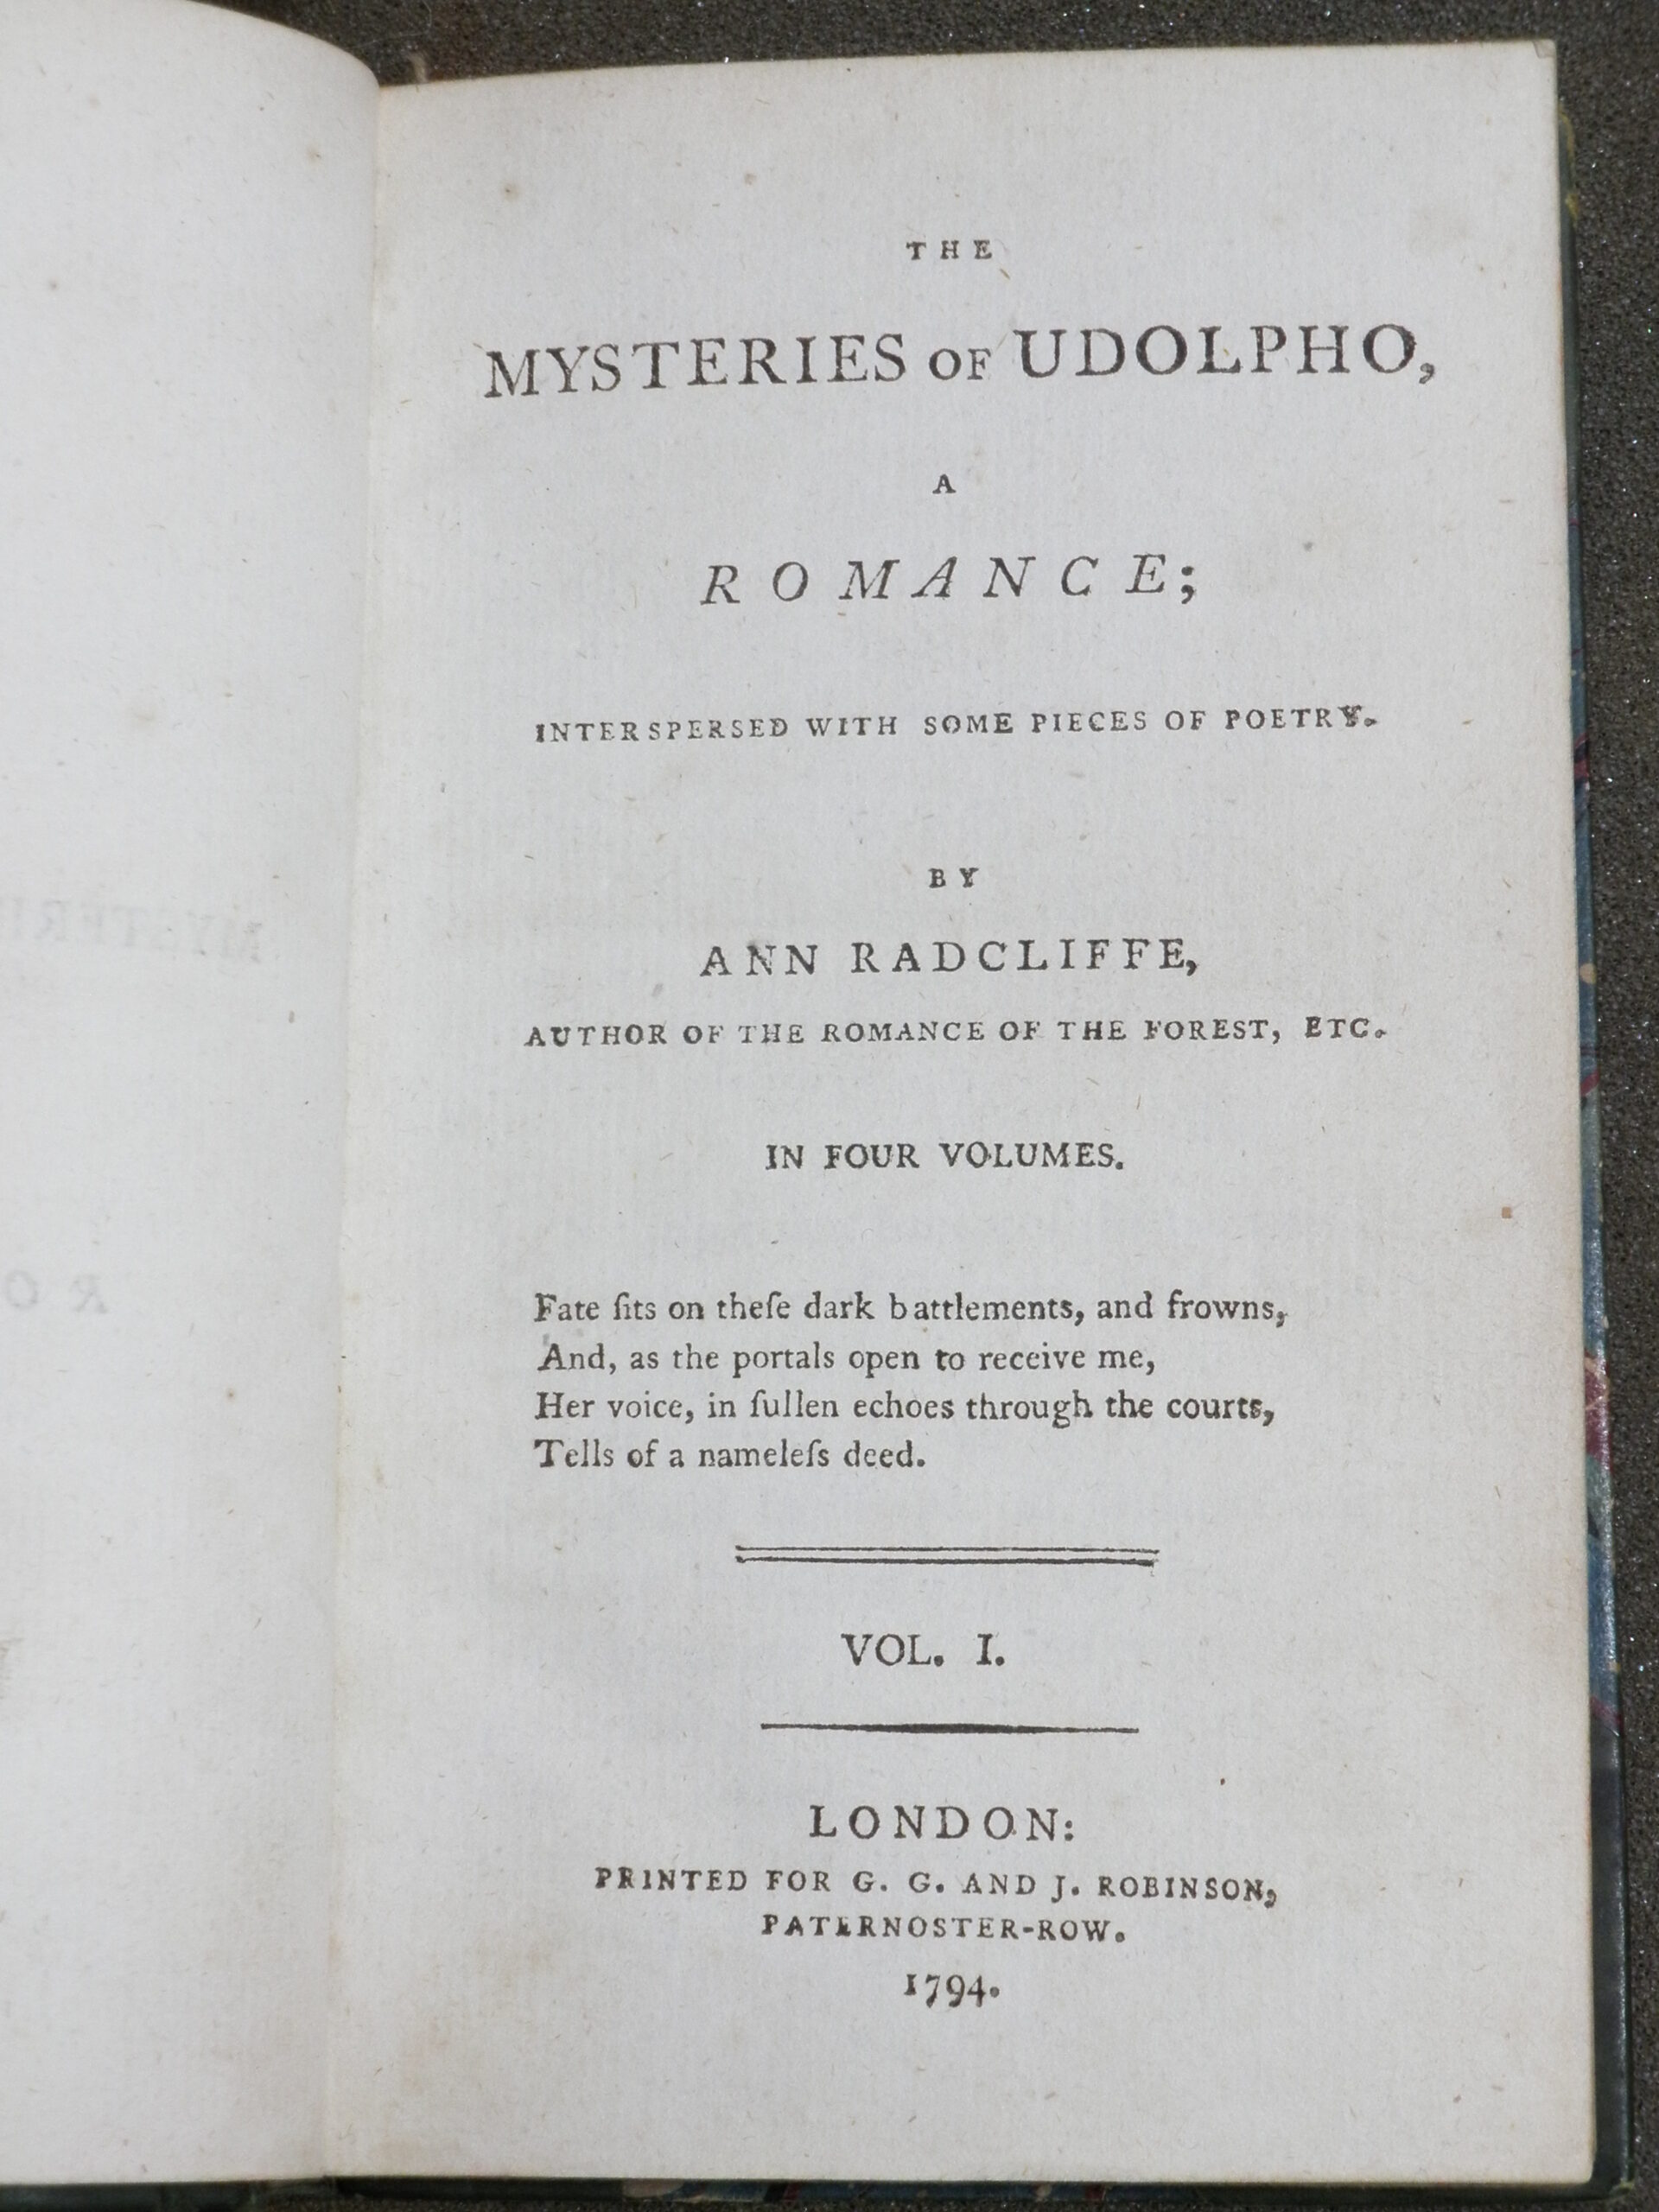 THE
MYSTERIES OF UDOLPHO,
A
ROMANCE;
INTERSPERSED WITH SOME PIECES OF POETRY.
BY
ANN RADCLIFFE,
AUTHOR OF THE ROMANCE OF THE FOREST, ETC.
IN FOUR VOLUMES.
Fate ſits on theſe dark battlements, and frowns,
And, as the portals open to receive me,
Her voice, in ſullen echoes through the courts,
Tells of a nameleſs deed.
VOL. I.
LONDON:
PRINTED FOR G. G. AND J. ROBINSON,
PATERNOSTER-ROW.
1794.